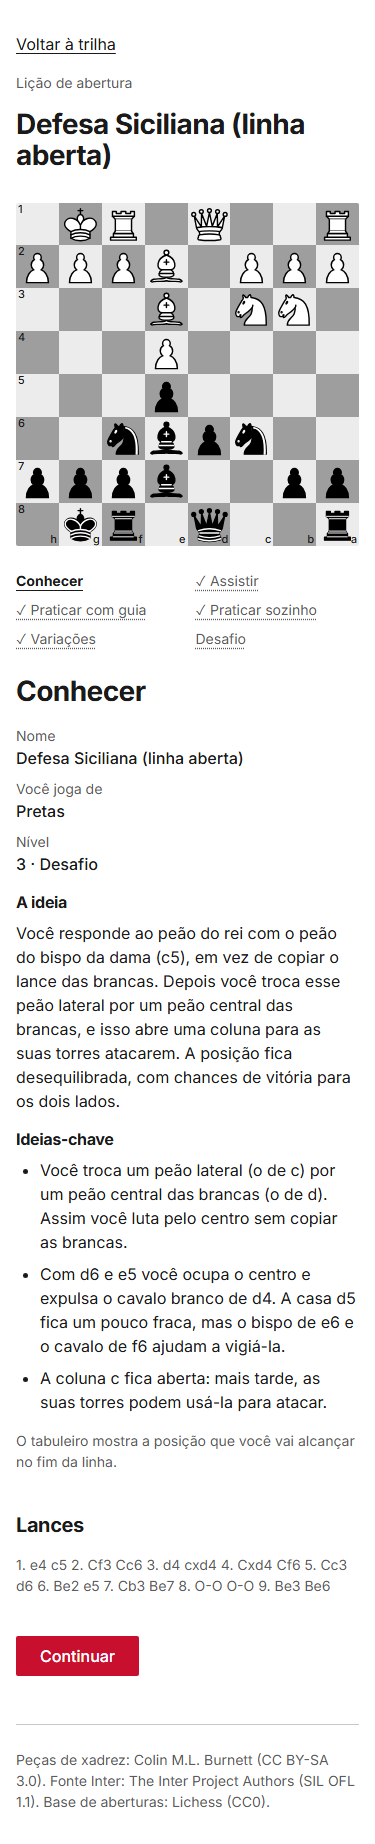 Voltar à trilha
Lição de abertura
Defesa Siciliana (linha
aberta)
1
2
3
4
5
6
7
8
h g f e d c b a
Conhecer
✓ Assistir
✓ Praticar com guia
✓ Praticar sozinho
✓ Variações
Desafio
Conhecer
Nome
Defesa Siciliana (linha aberta)
Você joga de
Pretas
Nível
3 · Desafio
A ideia
Você responde ao peão do rei com o peão
do bispo da dama (c5), em vez de copiar o
lance das brancas. Depois você troca esse
peão lateral por um peão central das
brancas, e isso abre uma coluna para as
suas torres atacarem. A posição fica
desequilibrada, com chances de vitória para
os dois lados.
Ideias-chave
• Você troca um peão lateral (o de c) por
um peão central das brancas (o de d).
Assim você luta pelo centro sem copiar
as brancas.
• Com d6 e e5 você ocupa o centro e
expulsa o cavalo branco de d4. A casa d5
fica um pouco fraca, mas o bispo de e6 e
o cavalo de f6 ajudam a vigiá-la.
• A coluna c fica aberta: mais tarde, as
suas torres podem usá-la para atacar.
O tabuleiro mostra a posição que você vai alcançar
no fim da linha.
Lances
1. e4 c5 2. Cf3 Cc6 3. d4 cxd4 4. Cxd4 Cf6 5. Cc3
d6 6. Be2 e5 7. Cb3 Be7 8. O-O O-O 9. Be3 Be6
Continuar
Peças de xadrez: Colin M.L. Burnett (CC BY-SA
3.0). Fonte Inter: The Inter Project Authors (SIL OFL
1.1). Base de aberturas: Lichess (CC0).